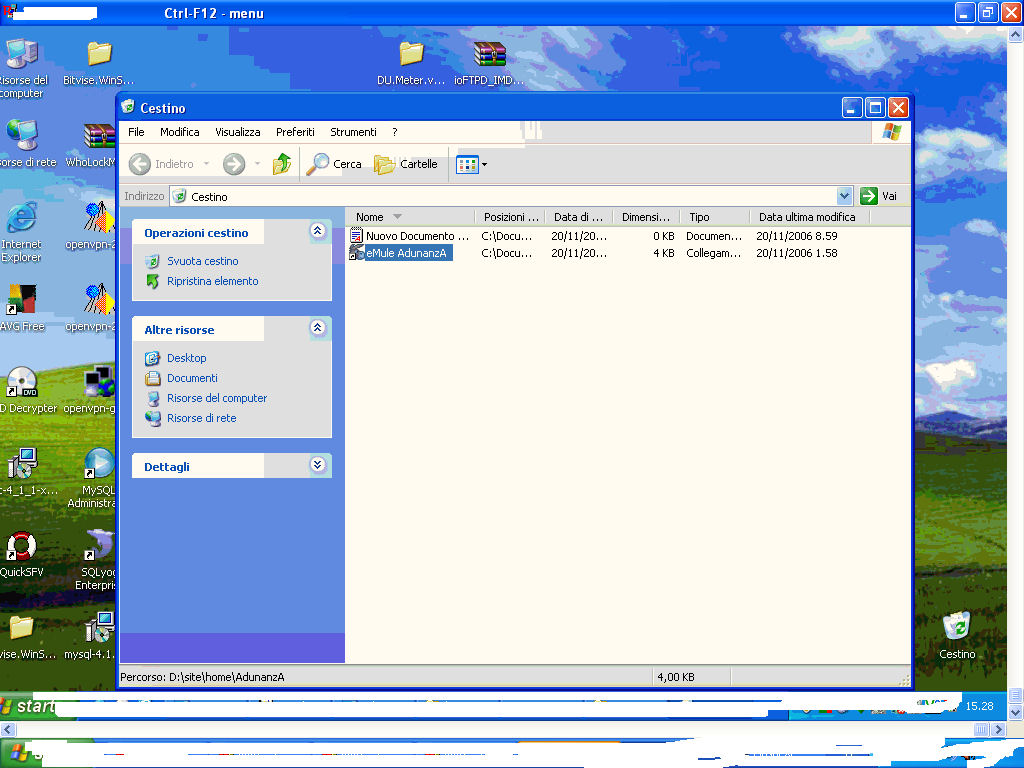 Ctrl-F12 - menu
Risorse del
computer
Bitvise.WinS...
DU.Meter.v...
ioFTPD_IMD...
Cestino
File Modifica Visualizza Preferiti Strumenti ?
Indietro Cerca Cartelle
Indirizzo Cestino Vai
orse di rete
WhoLockM
Internet
Explorer
openvpn-2
AVG Free
openvpn-2
D Decrypter
openvpn-g
c-4_1_1-x...
MySQL
Administra
QuickSFV
SQLyog
Enterpris
vise.WinS...
mysql-4.1.
Operazioni cestino
Svuota cestino
Ripristina elemento
Altre risorse
Desktop
Documenti
Risorse del computer
Risorse di rete
Dettagli
Nome Posizioni ... Data di ... Dimensi... Tipo Data ultima modifica
Nuovo Documento ... C:\Docu... 20/11/20... 0 KB Documen... 20/11/2006 8.59
eMule AdunanzA C:\Docu... 20/11/20... 4 KB Collegam... 20/11/2006 1.58
Cestino
Percorso: D:\site\home\AdunanzA 4,00 KB
start 15.28